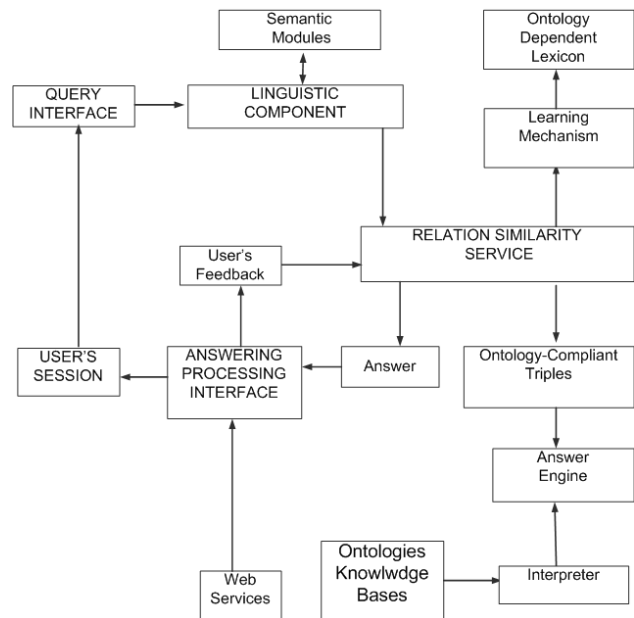 Semantic
Modules
Ontology
Dependent
Lexicon
QUERY
INTERFACE
LINGUISTIC
COMPONENT
Learning
Mechanism
RELATION SIMILARITY
SERVICE
User's
Feedback
USER'S
SESSION
ANSWERING
PROCESSING
INTERFACE
Answer
Ontology-Compliant
Triples
Answer
Engine
Ontologies
Knowlwdge
Bases
Interpreter
Web
Services